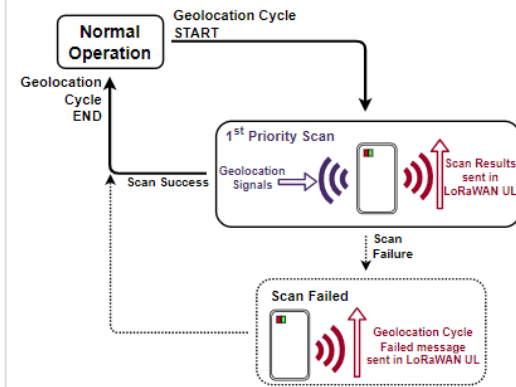 Geolocation Cycle
START
Normal
Operation
Geolocation
Cycle
END
1st Priority Scan
Geolocation
Signals
Scan Results
sent in
LoRaWAN UL
Scan Success
Scan
Failure
Scan Failed
Geolocation Cycle
Failed message
sent in LoRaWAN UL